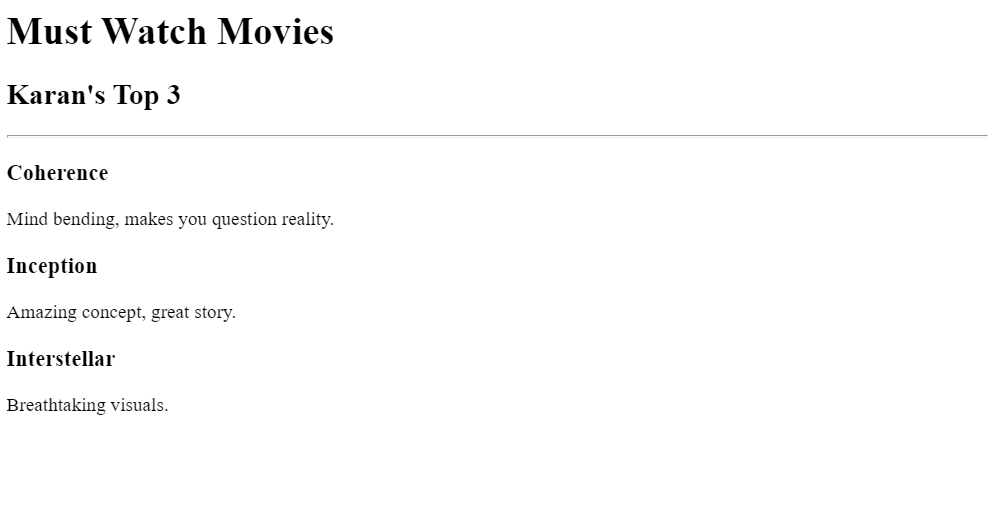 Must Watch Movies
Karan's Top 3
Coherence
Mind bending, makes you question reality.
Inception
Amazing concept, great story.
Interstellar
Breathtaking visuals.